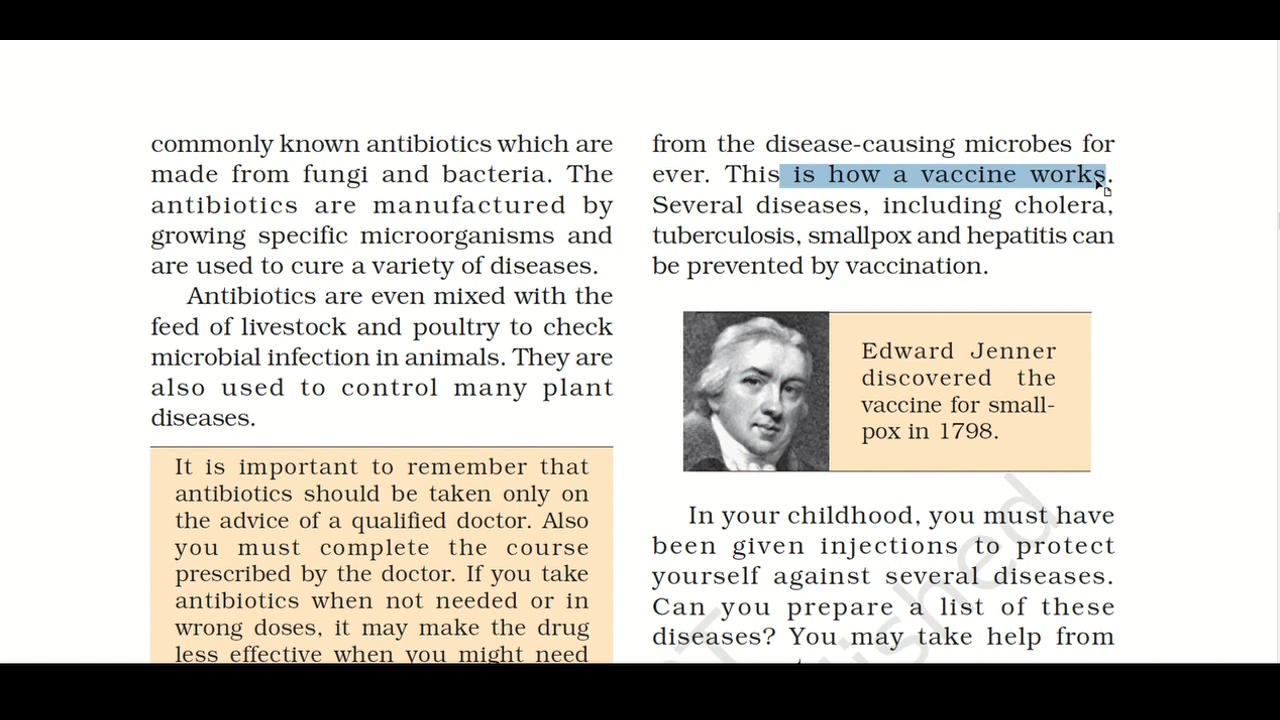 commonly known antibiotics which are
made from fungi and bacteria. The
antibiotics are manufactured by
growing specific microorganisms and
are used to cure a variety of diseases.
Antibiotics are even mixed with the
feed of livestock and poultry to check
microbial infection in animals. They are
also used to control many plant
diseases.
It is important to remember that
antibiotics should be taken only on
the advice of a qualified doctor. Also
you must complete the course
prescribed by the doctor. If you take
antibiotics when not needed or in
wrong doses, it may make the drug
less effective when you might need
from the disease-causing microbes for
ever. This is how a vaccine works.
Several diseases, including cholera,
tuberculosis, smallpox and hepatitis can
be prevented by vaccination.
Edward Jenner
discovered the
vaccine for small-
pox in 1798.
In your childhood, you must have
been given injections to protect
yourself against several diseases.
Can you prepare a list of these
diseases? You may take help from